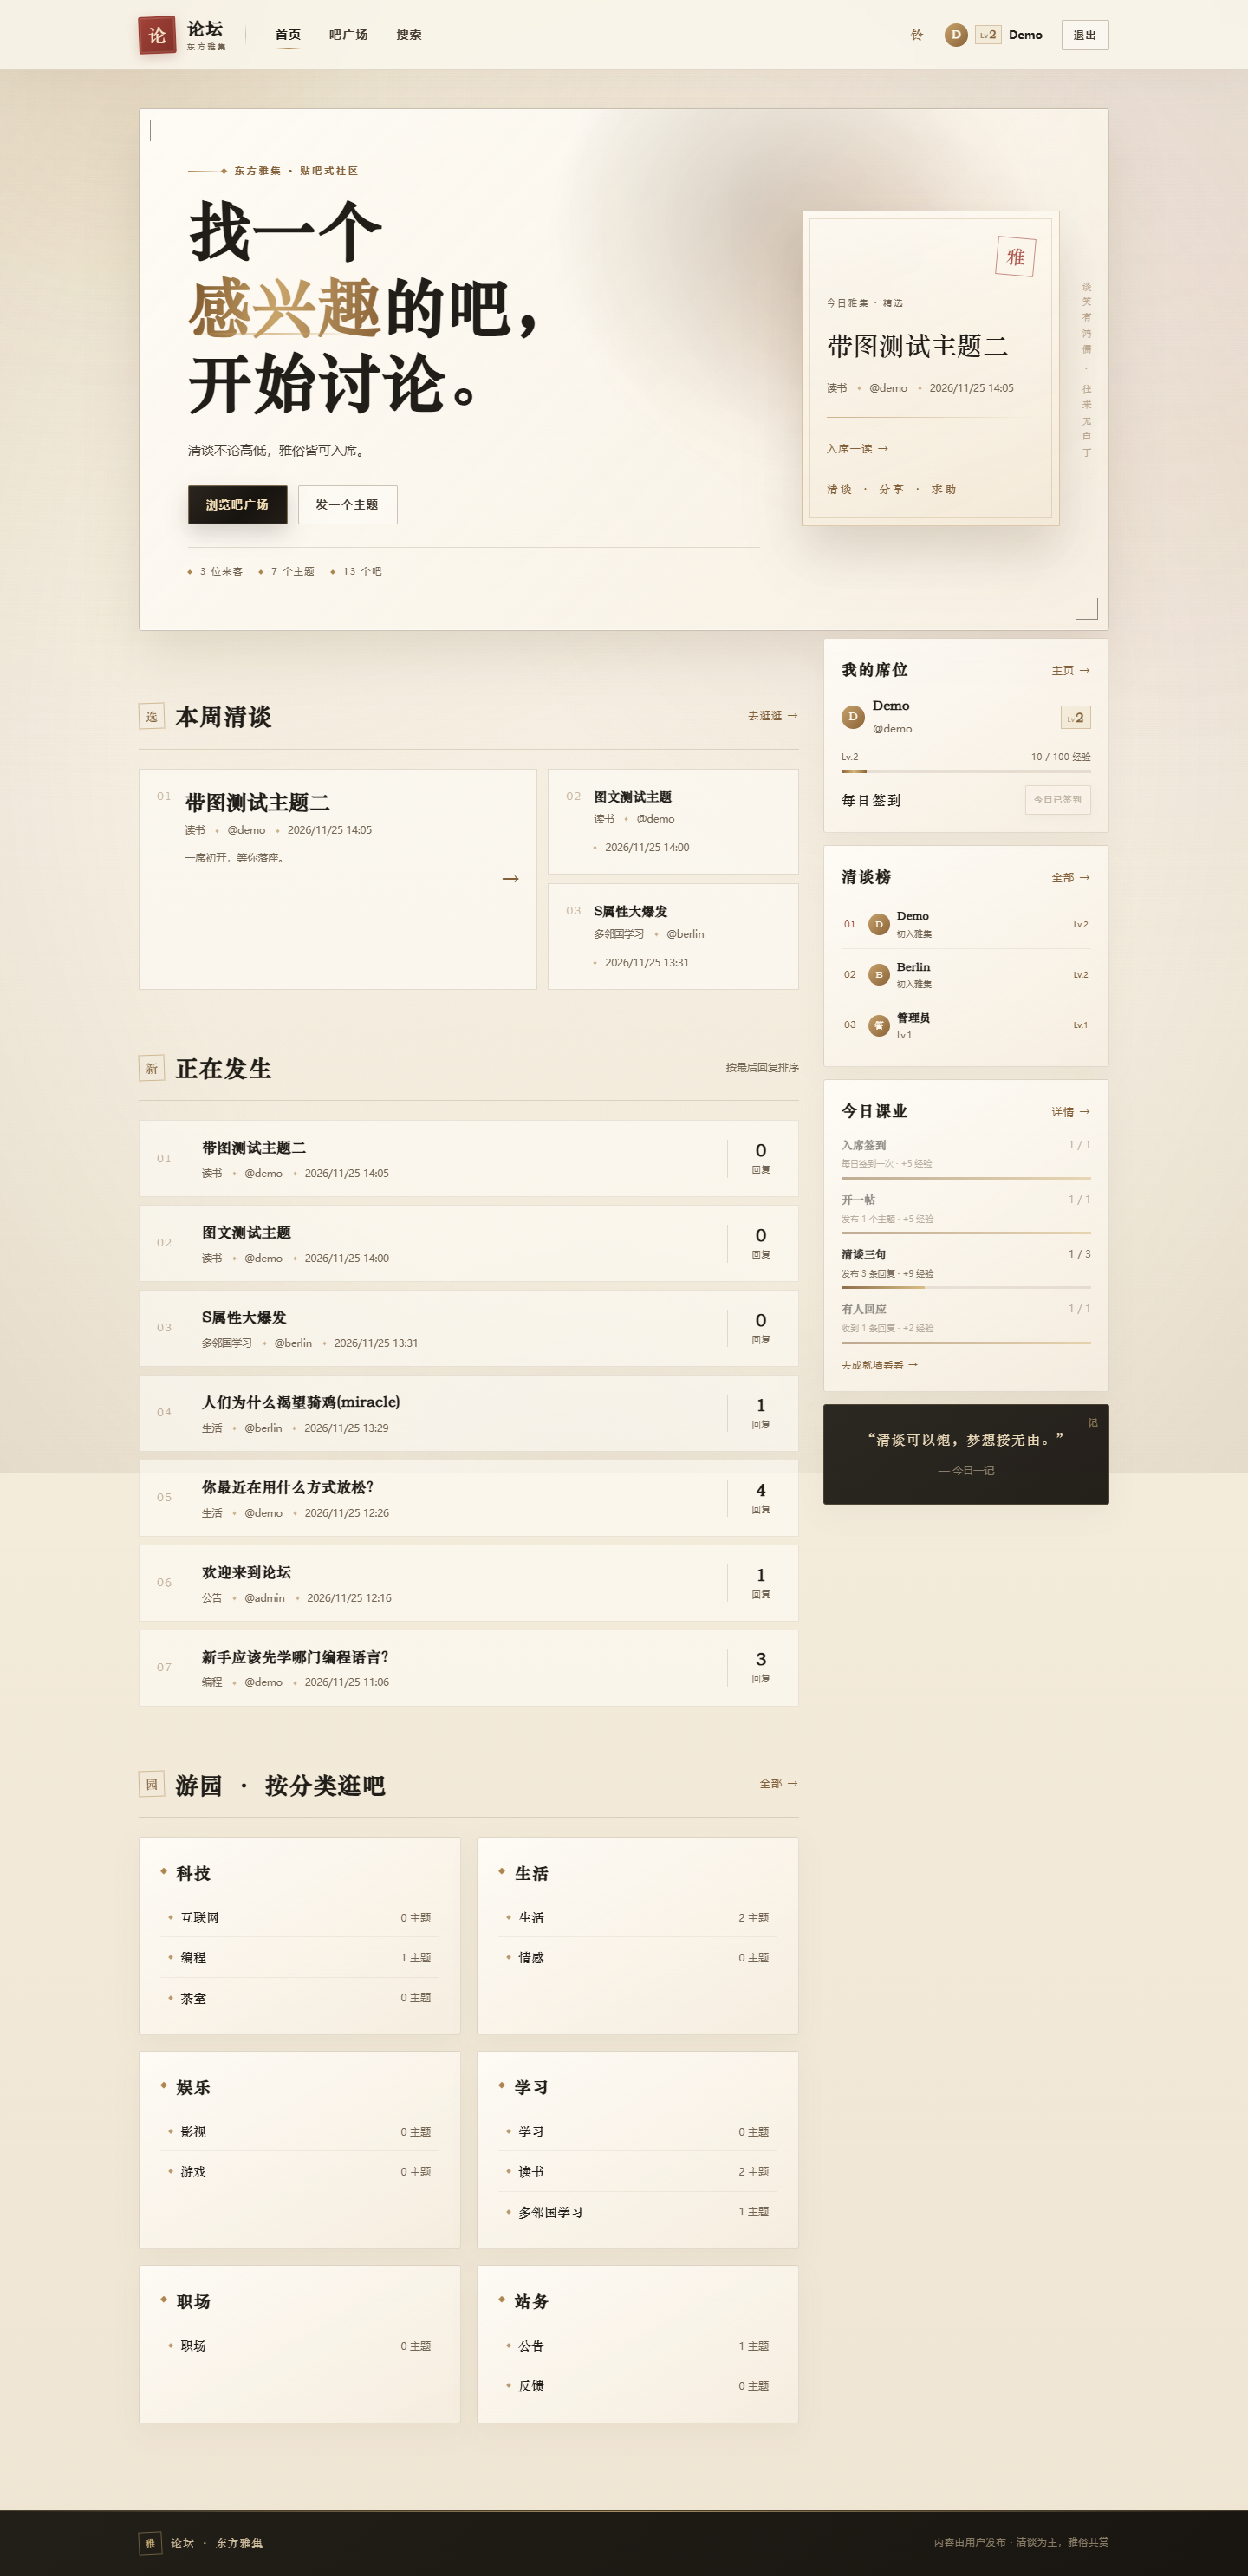 论
论坛
东方雅集
首页
吧广场
搜索
铃
D
Lv2
Demo
退出
东方雅集 • 贴吧式社区
找一个
感兴趣的吧，
开始讨论。
清谈不论高低，雅俗皆可入席。
浏览吧广场
发一个主题
3 位来客
7 个主题
13 个吧
雅
今日雅集 · 精选
带图测试主题二
读书 @demo 2026/11/25 14:05
入席一读 →
清谈 · 分享 · 求助
谈笑有鸿儒 · 往来无白丁
选
本周清谈
去逛逛 →
01
带图测试主题二
读书 @demo 2026/11/25 14:05
一席初开，等你落座。
→
02
图文测试主题
读书 @demo
2026/11/25 14:00
03
S属性大爆发
多邻国学习 @berlin
2026/11/25 13:31
新
正在发生
按最后回复排序
01
带图测试主题二
读书 @demo 2026/11/25 14:05
0
回复
02
图文测试主题
读书 @demo 2026/11/25 14:00
0
回复
03
S属性大爆发
多邻国学习 @berlin 2026/11/25 13:31
0
回复
04
人们为什么渴望骑鸡(miracle)
生活 @berlin 2026/11/25 13:29
1
回复
05
你最近在用什么方式放松？
生活 @demo 2026/11/25 12:26
4
回复
06
欢迎来到论坛
公告 @admin 2026/11/25 12:16
1
回复
07
新手应该先学哪门编程语言？
编程 @demo 2026/11/25 11:06
3
回复
园
游园 · 按分类逛吧
全部 →
科技
互联网 0 主题
编程 1 主题
茶室 0 主题
生活
生活 2 主题
情感 0 主题
娱乐
影视 0 主题
游戏 0 主题
学习
学习 0 主题
读书 2 主题
多邻国学习 1 主题
职场
职场 0 主题
站务
公告 1 主题
反馈 0 主题
我的席位
主页 →
D
Demo
@demo
Lv2
Lv.2
10 / 100 经验
每日签到
今日已签到
清谈榜
全部 →
01
D
Demo
初入雅集
Lv.2
02
B
Berlin
初入雅集
Lv.2
03
管
管理员
Lv.1
Lv.1
今日课业
详情 →
入席签到 1 / 1
每日签到一次 · +5 经验
开一帖 1 / 1
发布 1 个主题 · +5 经验
清谈三句 1 / 3
发布 3 条回复 · +9 经验
有人回应 1 / 1
收到 1 条回复 · +2 经验
去成就墙看看 →
记
“清谈可以饱，梦想接无由。”
— 今日一记
雅
论坛 · 东方雅集
内容由用户发布 · 清谈为主，雅俗共赏